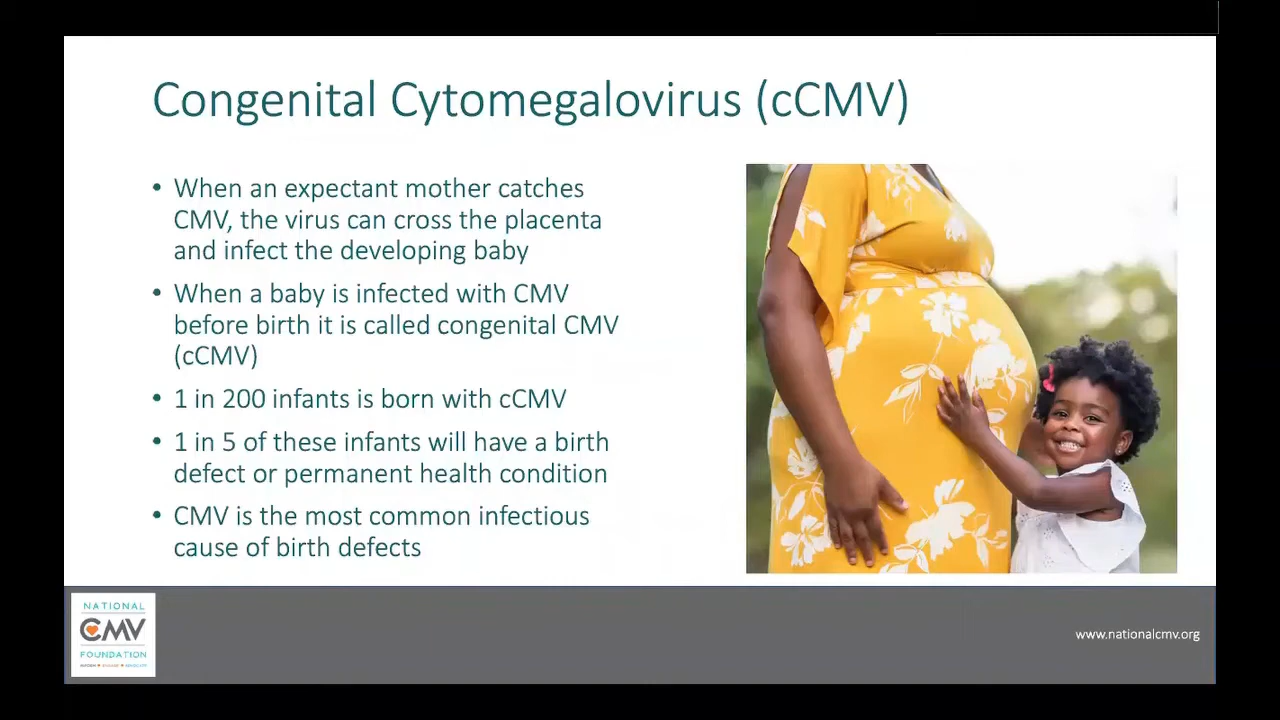 Congenital Cytomegalovirus (cCMV)
• When an expectant mother catches
CMV, the virus can cross the placenta
and infect the developing baby
• When a baby is infected with CMV
before birth it is called congenital CMV
(cCMV)
• 1 in 200 infants is born with cCMV
• 1 in 5 of these infants will have a birth
defect or permanent health condition
• CMV is the most common infectious
cause of birth defects
NATIONAL
CMV
FOUNDATION
www.nationalcmv.org